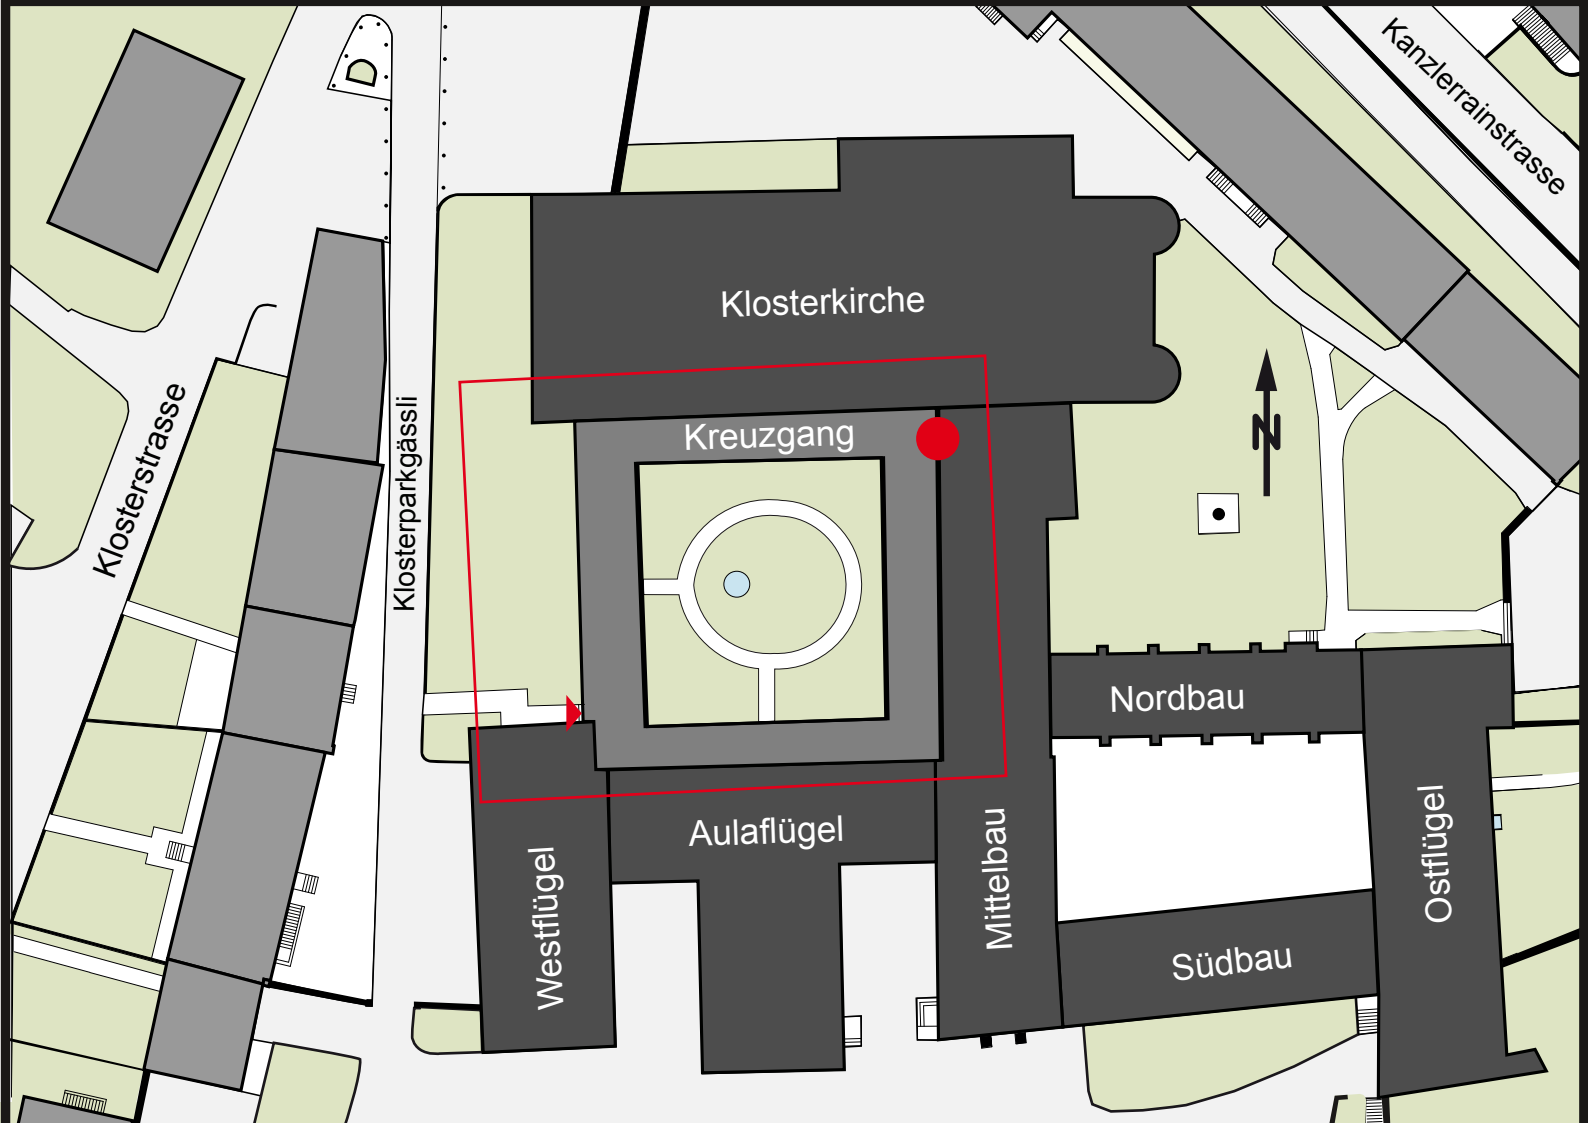 Kanzlerrainstrasse
Klosterkirche
Kreuzgang
Klosterstrasse
Klosterparkgässli
N
Nordbau
Aulaflügel
Westflügel
Mittelbau
Ostflügel
Südbau